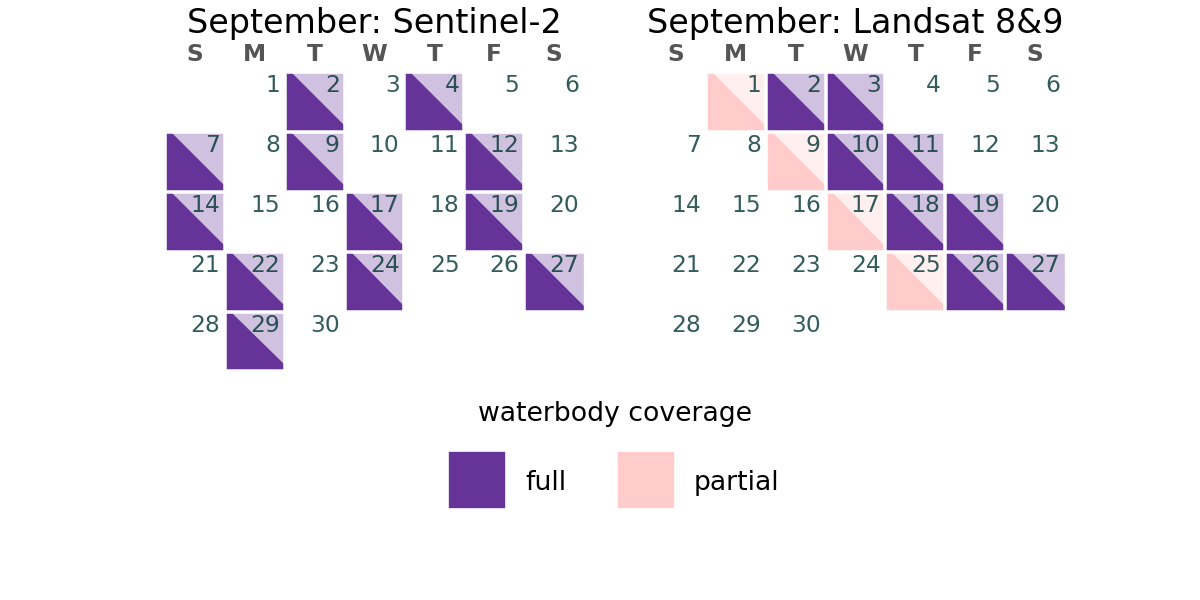 September: Sentinel-2
S M T W T F S
1 2 3 4 5 6
7 8 9 10 11 12 13
14 15 16 17 18 19 20
21 22 23 24 25 26 27
28 29 30
September: Landsat 8&9
S M T W T F S
1 2 3 4 5 6
7 8 9 10 11 12 13
14 15 16 17 18 19 20
21 22 23 24 25 26 27
28 29 30
waterbody coverage
full partial